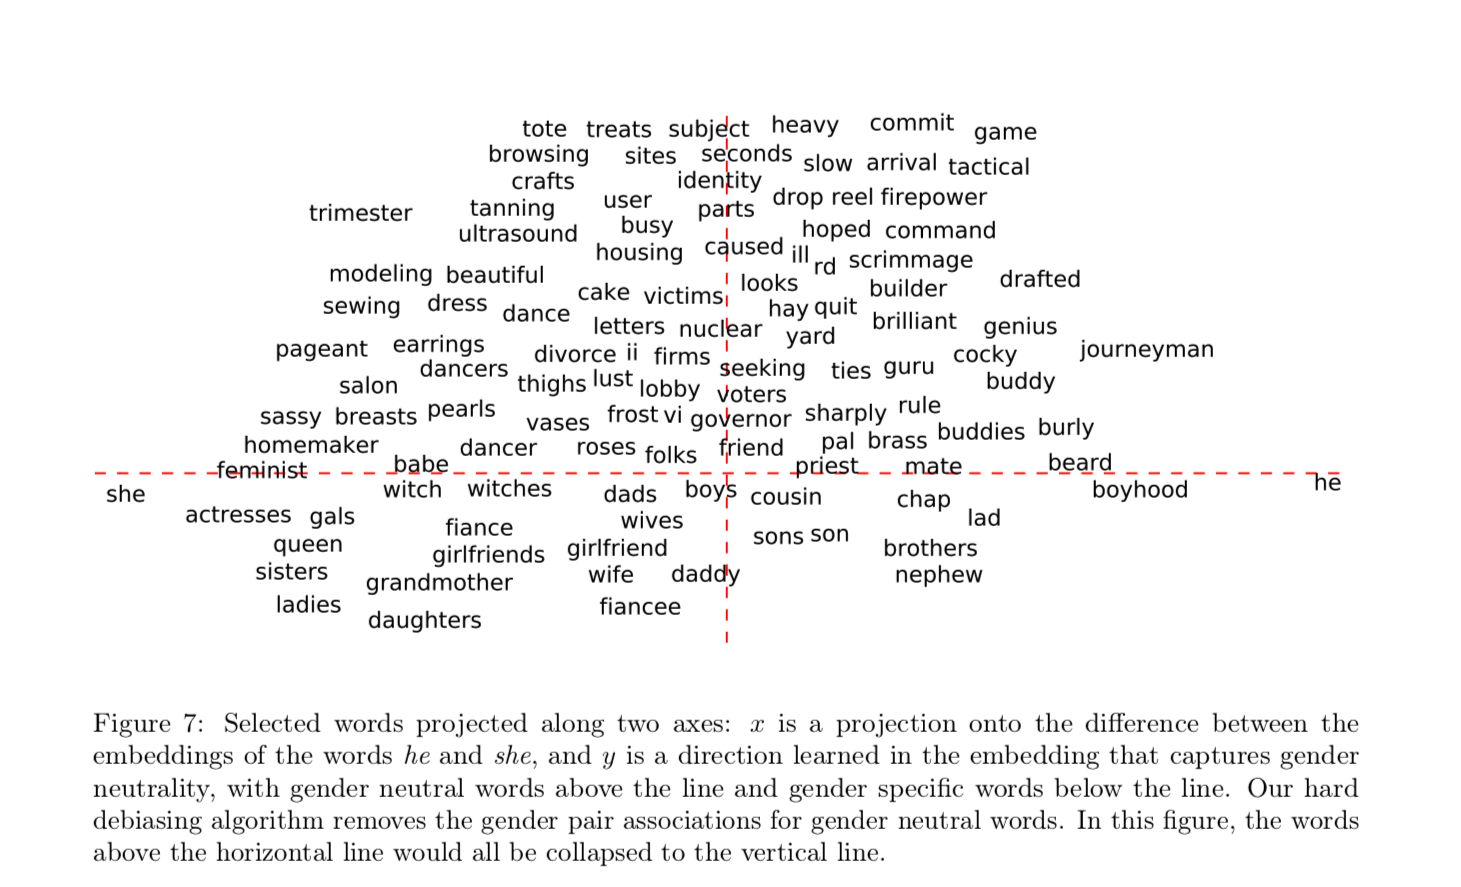 tote treats subject heavy commit game
browsing sites seconds slow arrival tactical
crafts identity
trimester tanning user parts drop reel firepower
ultrasound busy hoped command
housing caused ill rd scrimmage
modeling beautiful looks drafted
sewing dress dance cake victims hay quit builder
letters nuclear yard brilliant genius
pageant earrings divorce ii firms cocky journeyman
dancers seeking ties guru
salon thighs lust lobby voters buddy
sassy breasts pearls vases frost vi governor sharply rule
homemaker dancer roses folks friend pal brass buddies burly
feminist babe priest mate beard
she witch witches dads boys cousin chap boyhood he
actresses gals fiance wives lad
queen girlfriends girlfriend sons son brothers
sisters grandmother wife daddy nephew
ladies daughters fiancee
Figure 7: Selected words projected along two axes: x is a projection onto the difference between the
embeddings of the words he and she, and y is a direction learned in the embedding that captures gender
neutrality, with gender neutral words above the line and gender specific words below the line. Our hard
debiasing algorithm removes the gender pair associations for gender neutral words. In this figure, the words
above the horizontal line would all be collapsed to the vertical line.